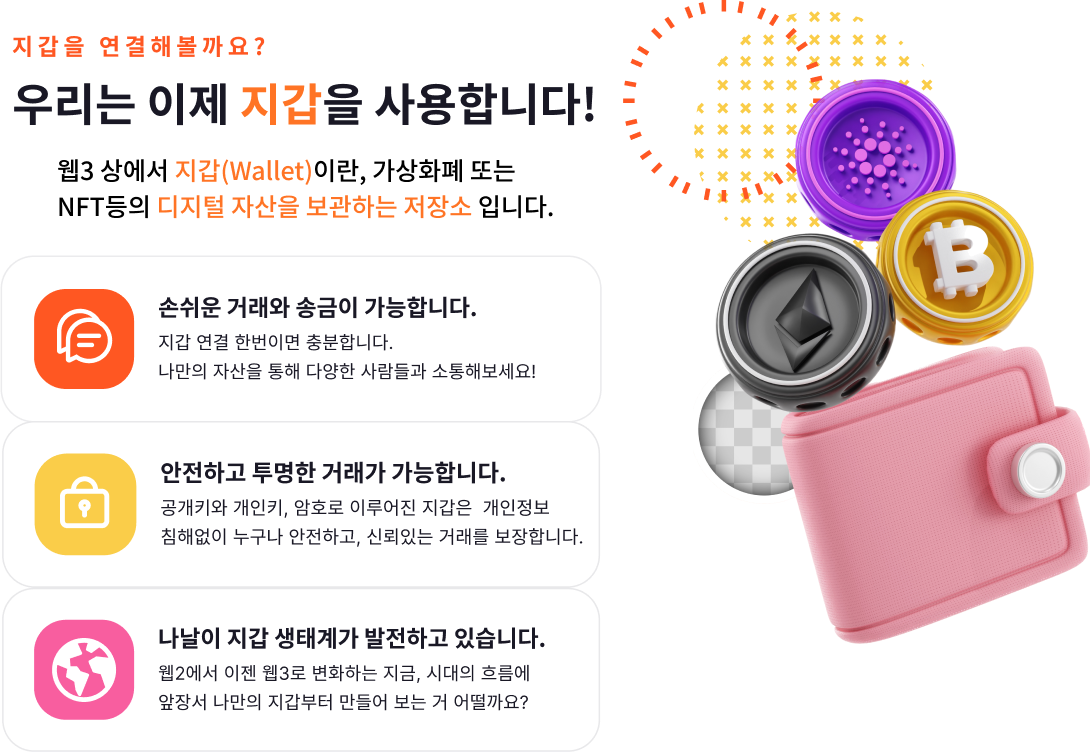 지갑을 연결해볼까요?
우리는 이제 지갑을 사용합니다!
웹3 상에서 지갑(Wallet)이란, 가상화폐 또는
NFT등의 디지털 자산을 보관하는 저장소 입니다.
손쉬운 거래와 송금이 가능합니다.
지갑 연결 한번이면 충분합니다.
나만의 자산을 통해 다양한 사람들과 소통해보세요!
안전하고 투명한 거래가 가능합니다.
공개키와 개인키, 암호로 이루어진 지갑은 개인정보
침해없이 누구나 안전하고, 신뢰있는 거래를 보장합니다.
나날이 지갑 생태계가 발전하고 있습니다.
웹2에서 이젠 웹3로 변화하는 지금, 시대의 흐름에
앞장서 나만의 지갑부터 만들어 보는 거 어떨까요?